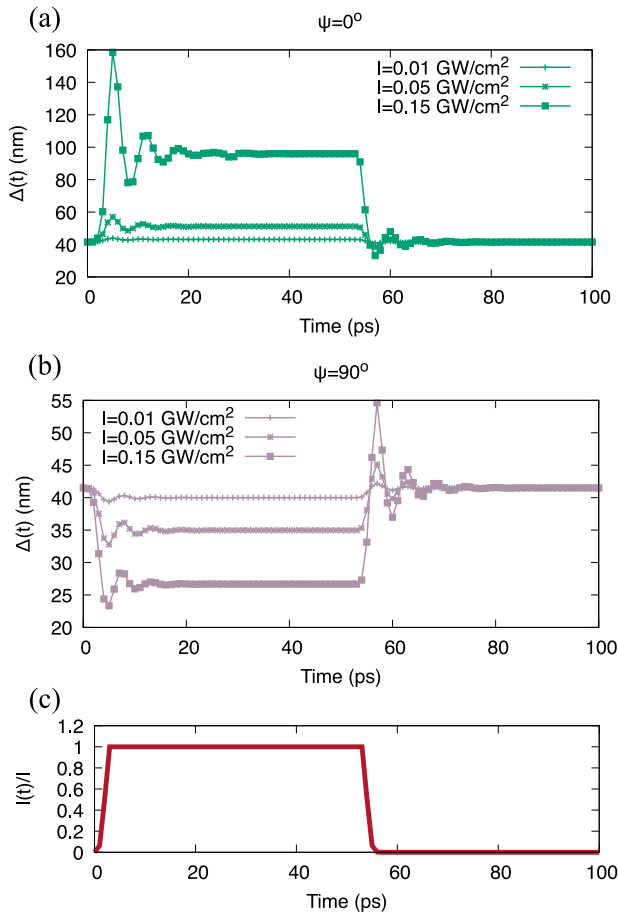 (a)
ψ=0°
160
140
120
100
80
60
40
20
Δ(t) (nm)
I=0.01 GW/cm²
I=0.05 GW/cm²
I=0.15 GW/cm²
0 20 40 60 80 100
Time (ps)
(b)
ψ=90°
55
50
45
40
35
30
25
20
Δ(t) (nm)
I=0.01 GW/cm²
I=0.05 GW/cm²
I=0.15 GW/cm²
0 20 40 60 80 100
Time (ps)
(c)
1.2
1
0.8
0.6
0.4
0.2
0
I(t)/I
0 20 40 60 80 100
Time (ps)